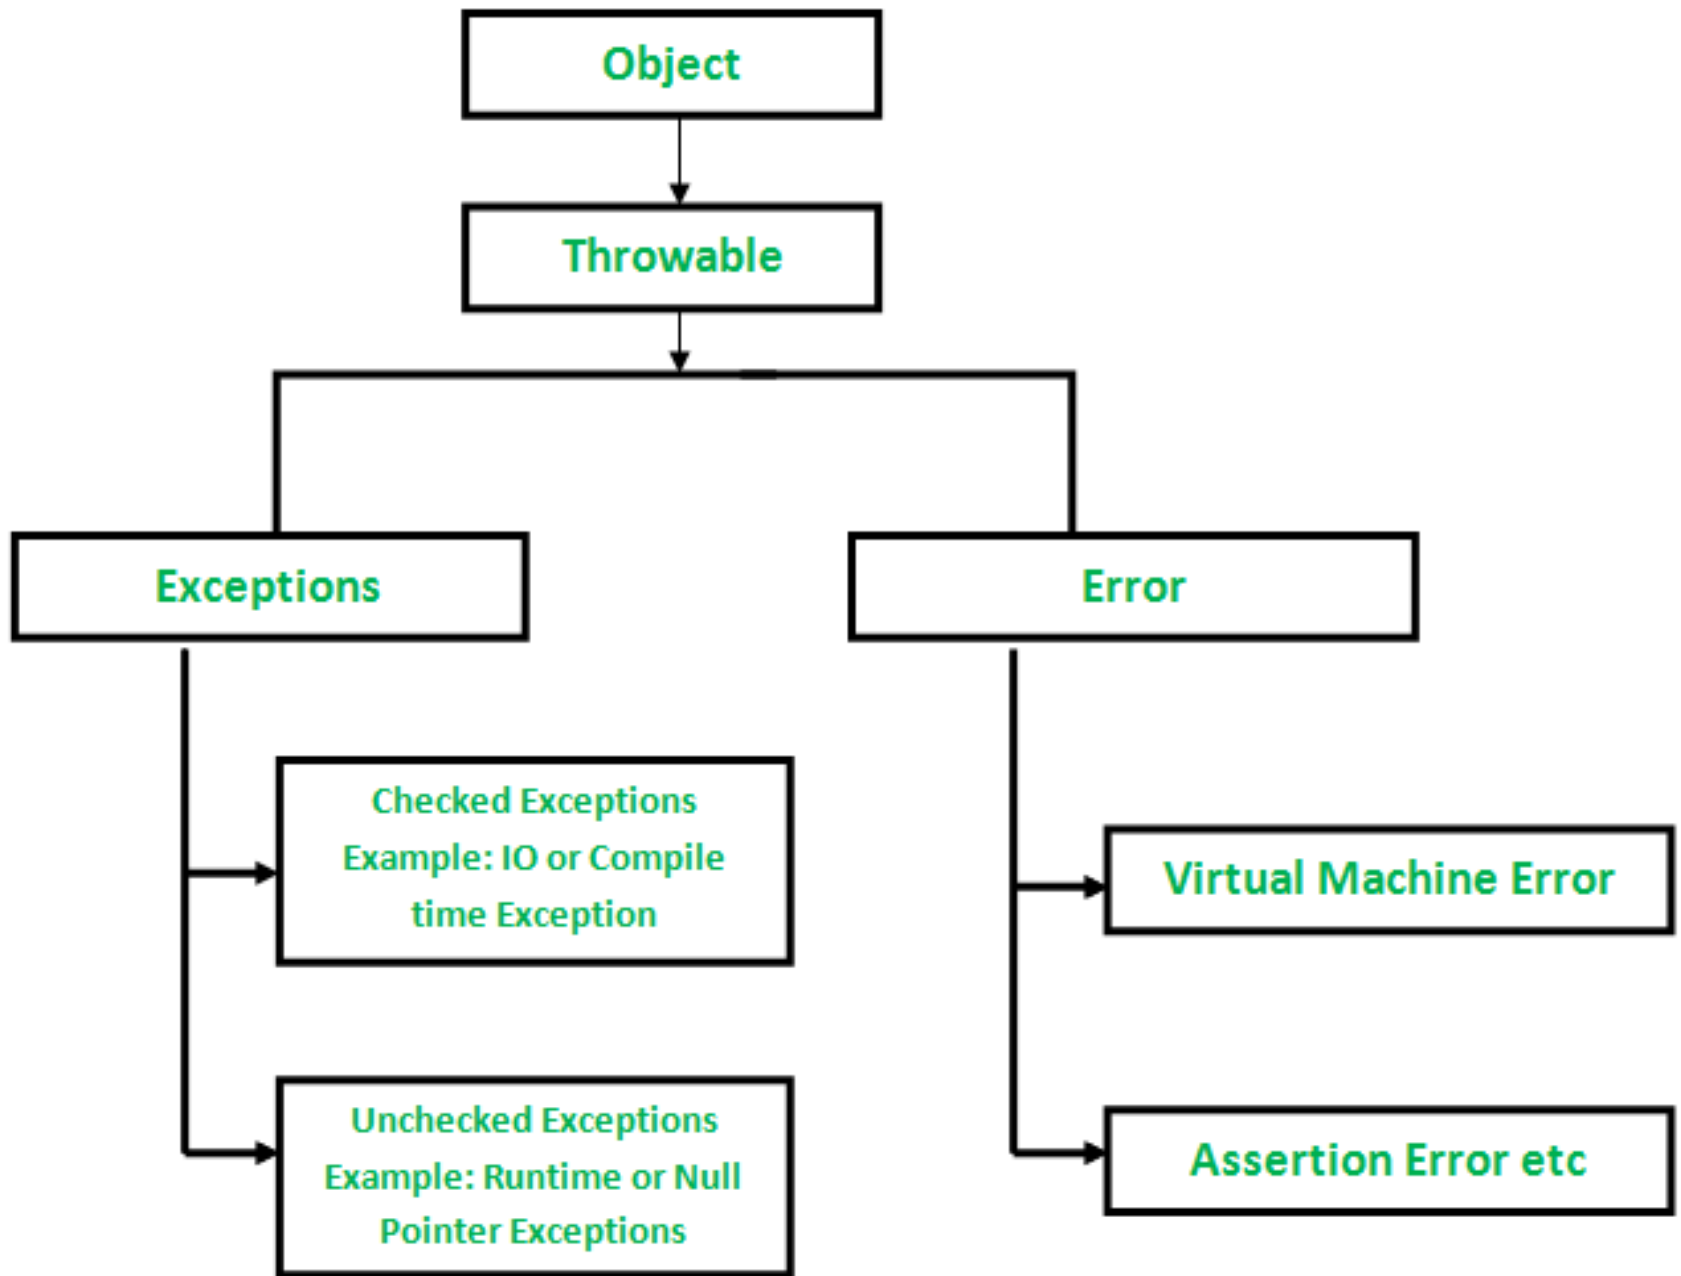 Object
Throwable
Exceptions
Error
Checked Exceptions
Example: IO or Compile
time Exception
Virtual Machine Error
Unchecked Exceptions
Example: Runtime or Null
Pointer Exceptions
Assertion Error etc